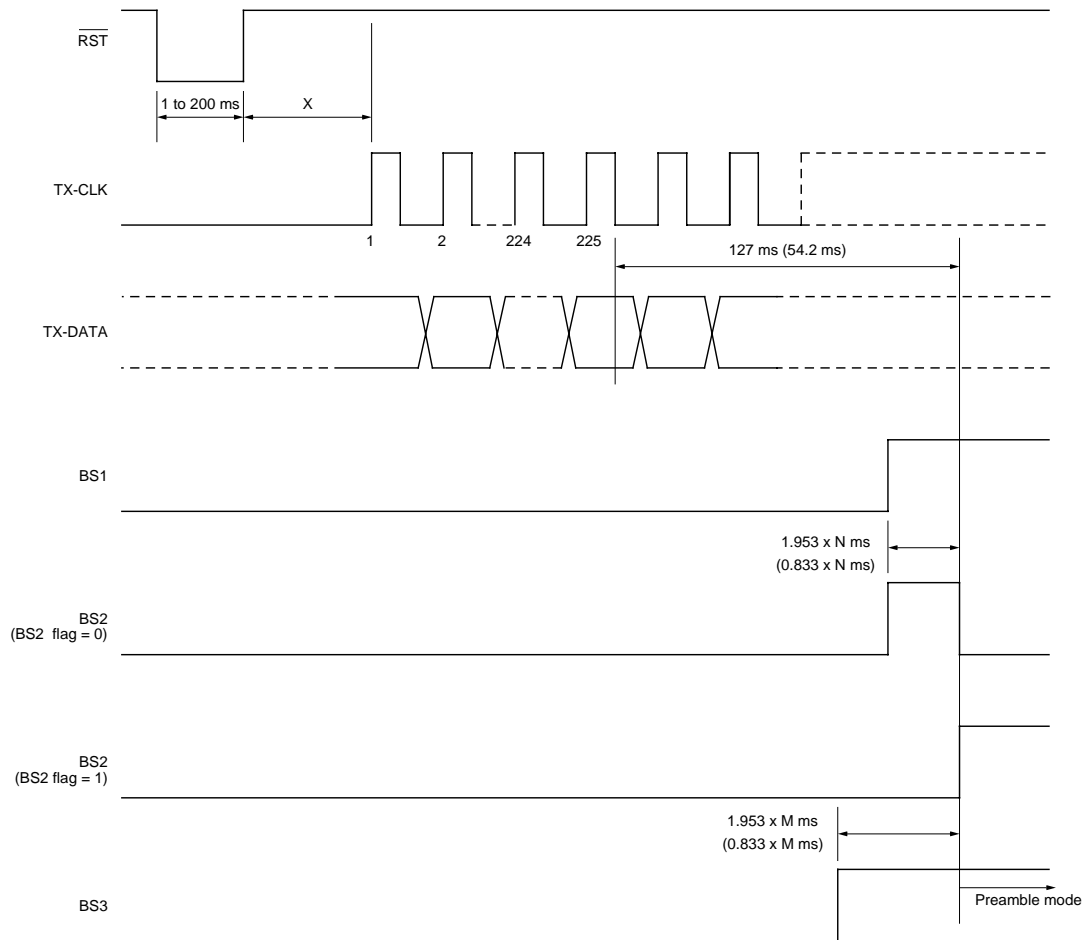 RST
1 to 200 ms
X
TX-CLK
1
2
224
225
127 ms (54.2 ms)
TX-DATA
BS1
1.953 x N ms
(0.833 x N ms)
BS2
(BS2 flag = 0)
BS2
(BS2 flag = 1)
1.953 x M ms
(0.833 x M ms)
BS3
Preamble mode